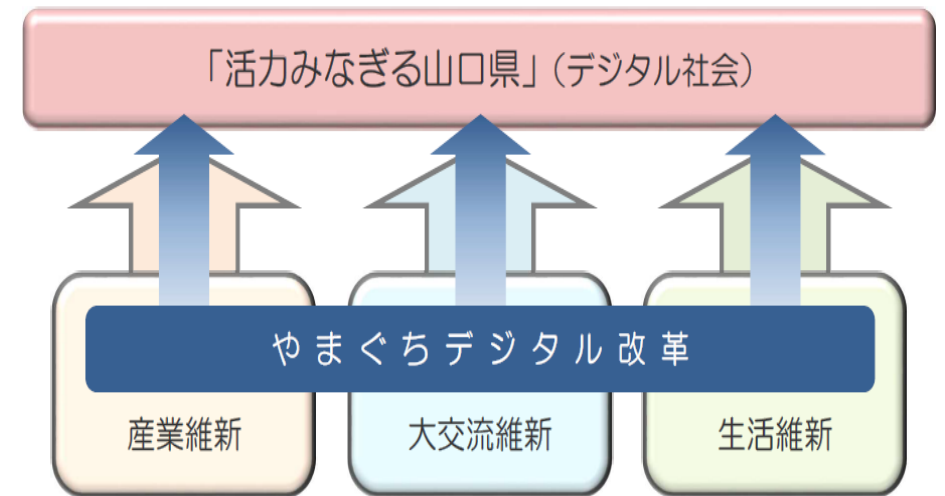 「活力みなぎる山口県」（デジタル社会）
やまぐちデジタル改革
産業維新
大交流維新
生活維新